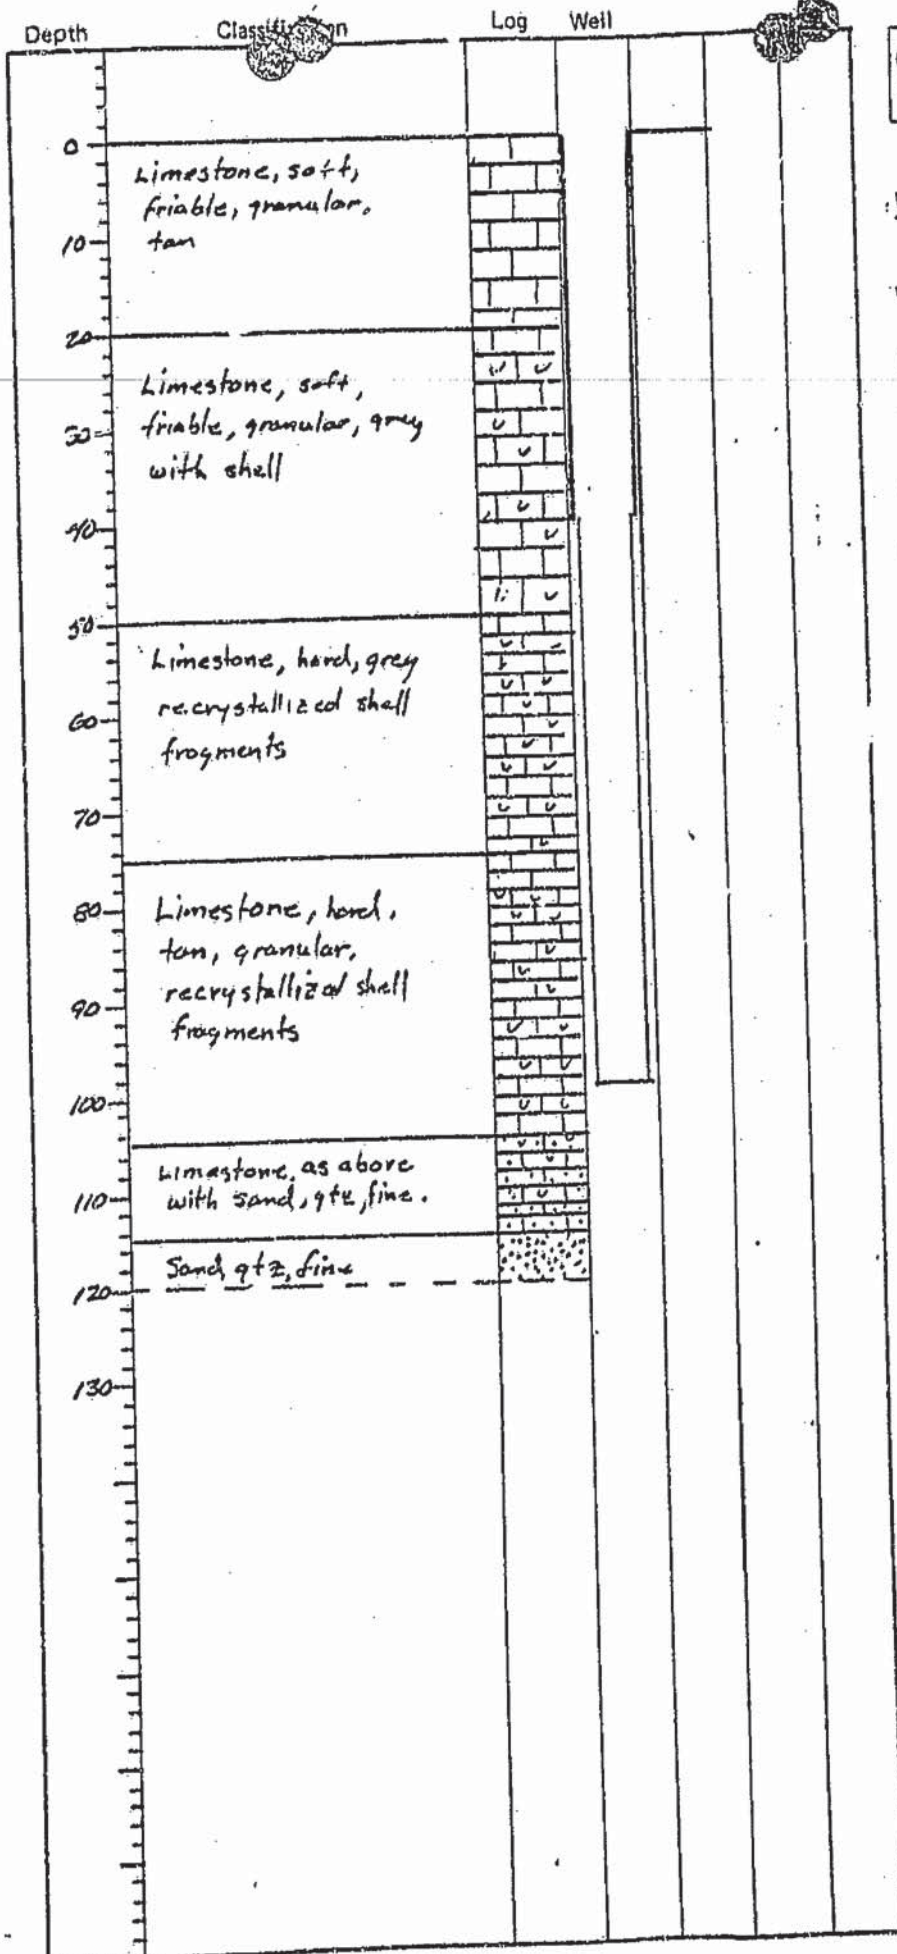 Depth Classification Log Well
0
Limestone, soft,
friable, granular,
10 tan
20
Limestone, soft,
friable, granular, grey
30
with shell
40
50
Limestone, hard, grey
recrystallized shell
60
fragments
70
80 Limestone, hard,
tan, granular,
recrystallized shell
90
fragments
100
Limestone, as above
110 with sand, qtz, fine.
Sand, qtz, fine
120
130